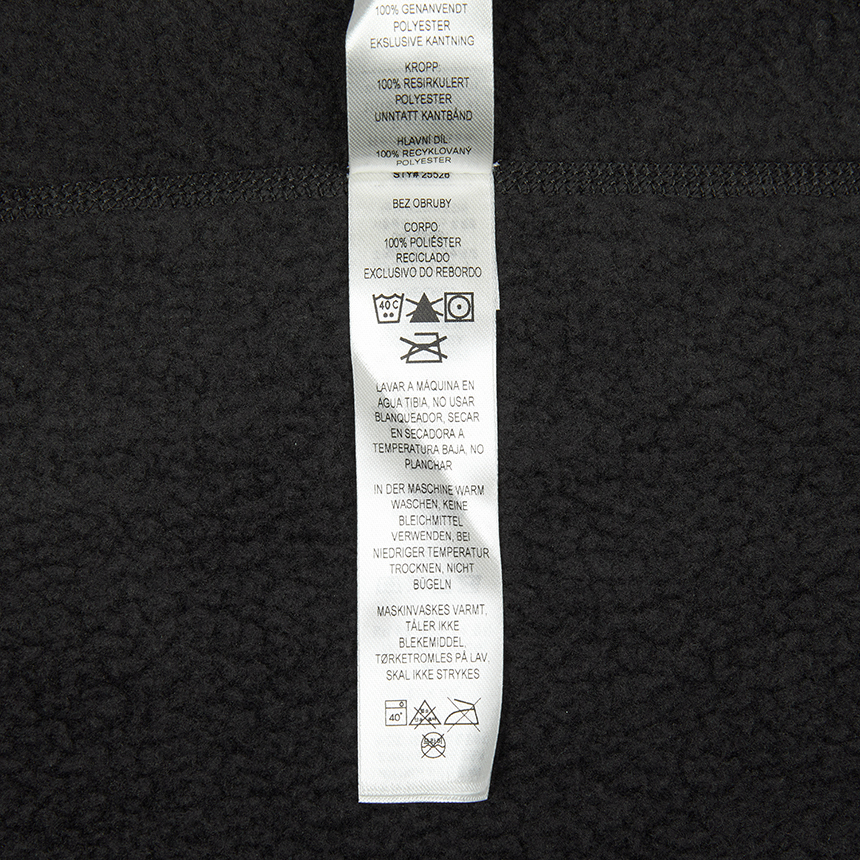 100% GENANVENDT
POLYESTER
EKSLUSIVE KANTNING
KROPP:
100% RESIRKULERT
POLYESTER
UNNTATT KANTBÅND
HLAVNÍ DÍL:
100% RECYKLOVANÝ
POLYESTER
STY# 25528
BEZ OBRUBY
CORPO:
100% POLIÉSTER
RECICLADO
EXCLUSIVO DO REBORDO
40 C
LAVAR A MÁQUINA EN
AGUA TIBIA, NO USAR
BLANQUEADOR, SECAR
EN SECADORA A
TEMPERATURA BAJA, NO
PLANCHAR
IN DER MASCHINE WARM
WASCHEN, KEINE
BLEICHMITTEL
VERWENDEN, BEI
NIEDRIGER TEMPERATUR
TROCKNEN, NICHT
BÜGELN
MASKINVASKES VARMT,
TÅLER IKKE
BLEKEMIDDEL,
TØRKETROMLES PÅ LAV,
SKAL IKKE STRYKES
40°